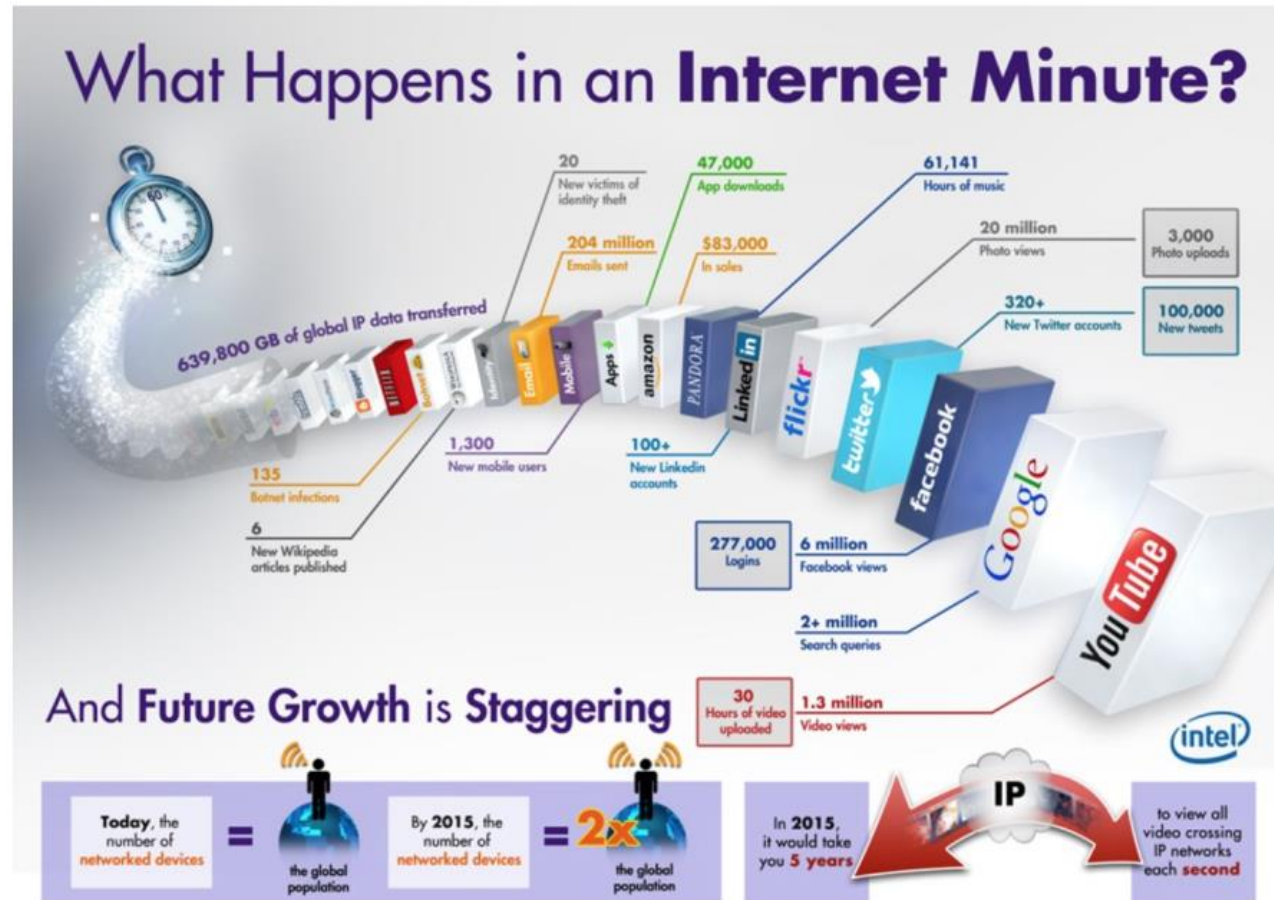 What Happens in an Internet Minute?
60
20
New victims of
identity theft
47,000
App downloads
61,141
Hours of music
204 million
Emails sent
$83,000
In sales
20 million
Photo views
3,000
Photo uploads
320+
New Twitter accounts
100,000
New tweets
639,800 GB of global IP data transferred
NETFLIX
Botnet
Identity
Email
Mobile
Apps
amazon
PANDORA
Linked in
flickr
twitter
facebook
Google
YouTube
135
Botnet infections
6
New Wikipedia
articles published
1,300
New mobile users
100+
New Linkedin
accounts
277,000
Logins
6 million
Facebook views
2+ million
Search queries
30
Hours of video
uploaded
1.3 million
Video views
And Future Growth is Staggering
intel
Today, the
number of
networked devices
=
the global
population
By 2015, the
number of
networked devices
= 2x
the global
population
In 2015,
it would take
you 5 years
IP
to view all
video crossing
IP networks
each second